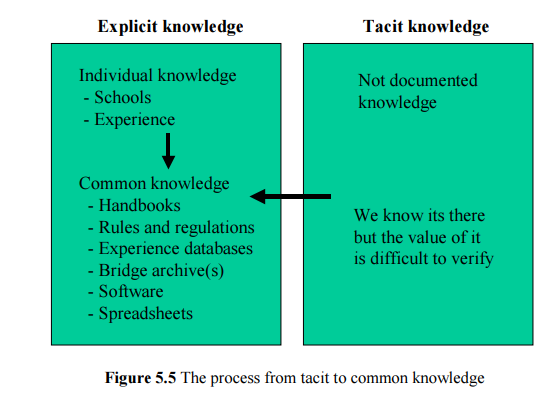 Explicit knowledge
Individual knowledge
- Schools
- Experience
Common knowledge
- Handbooks
- Rules and regulations
- Experience databases
- Bridge archive(s)
- Software
- Spreadsheets
Tacit knowledge
Not documented
knowledge
We know its there
but the value of it
is difficult to verify
Figure 5.5 The process from tacit to common knowledge